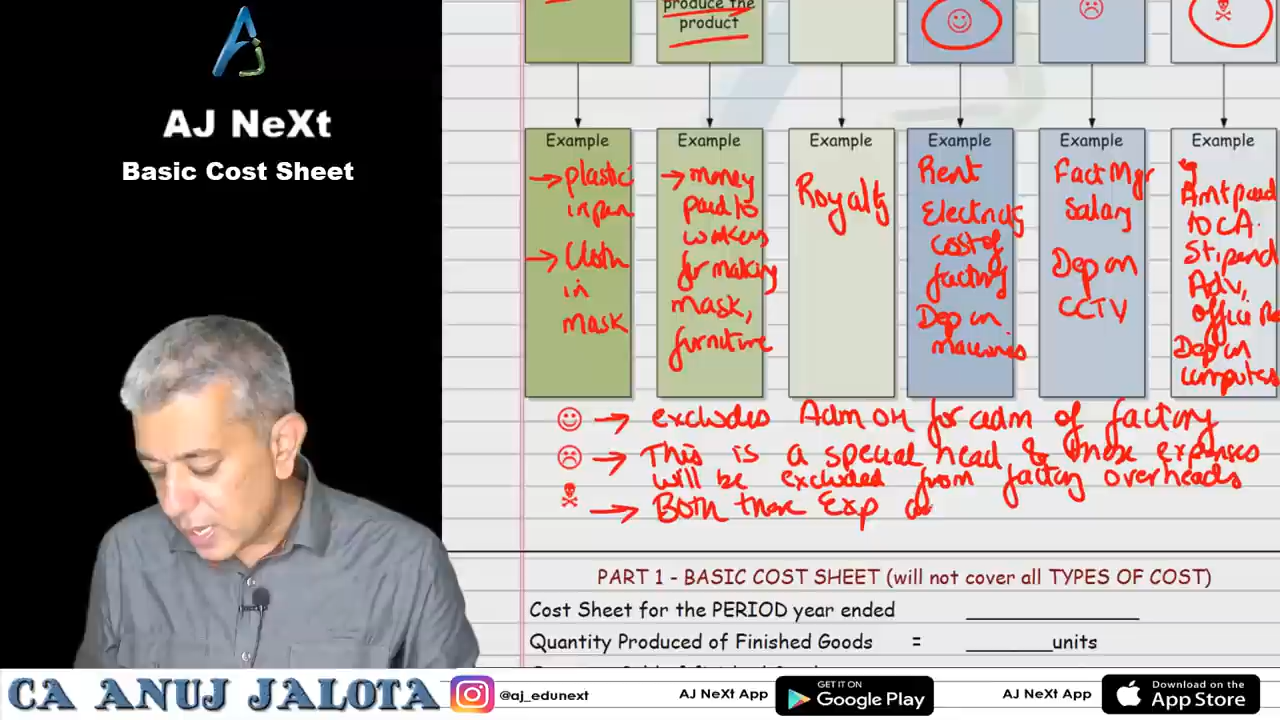 produce the
product
AJ NeXt
Basic Cost Sheet
Example
Example
Example
Example
Example
Example
plastic
in pen
Cloth
in
mask
money
paid to
workers
for making
mask,
furniture
Royalty
Rent
Electricity
cost of
factory
Dep on
machines
Fact Mgr
Salary
Dep on
CCTV
Amt paid
to CA
Stipend
Adv,
office Re
Dep on
computers
excludes Adm OH for adm of factory
This is a special head & these expenses
will be excluded from factory overheads
Both these Exp
PART 1 - BASIC COST SHEET (will not cover all TYPES OF COST)
Cost Sheet for the PERIOD year ended
Quantity Produced of Finished Goods = units
CA ANUJ JALOTA
@aj_edunext
AJ NeXt App
GET IT ON
Google Play
AJ NeXt App
Download on the
App Store